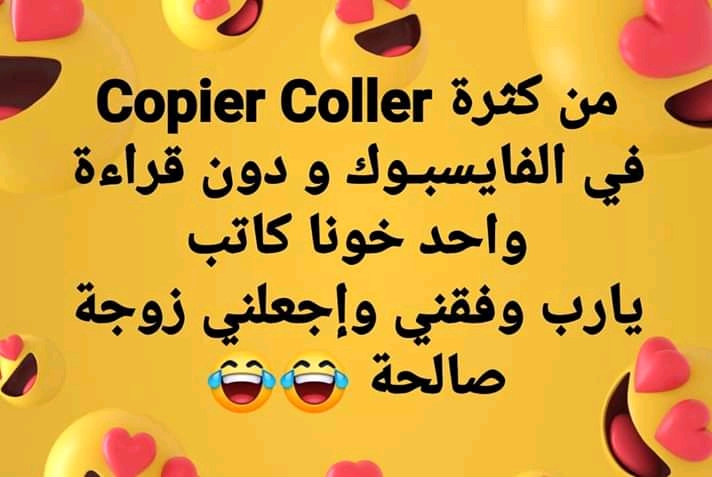 من كثرة Copier Coller
في الفايسبوك و دون قراءة
واحد خونا كاتب
يارب وفقني وإجعلني زوجة
صالحة 😂😂